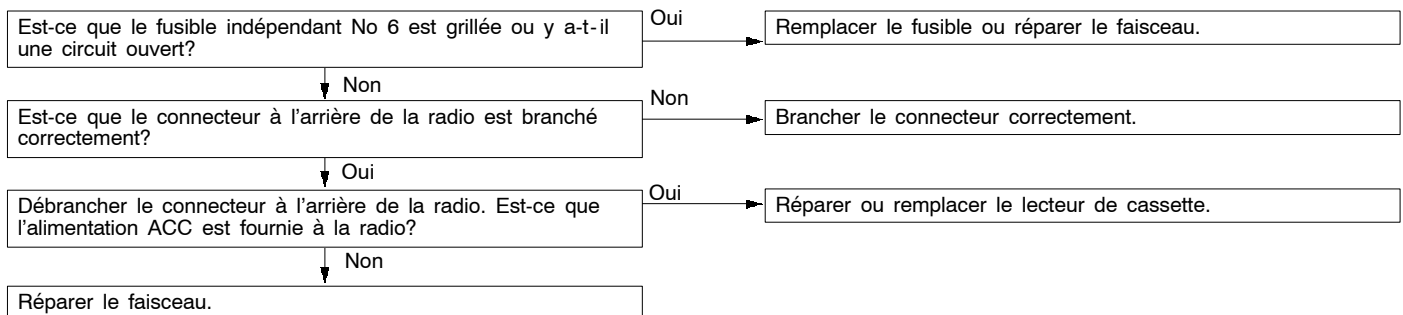 Est-ce que le fusible indépendant No 6 est grillée ou y a-t-il
une circuit ouvert?
Oui
Remplacer le fusible ou réparer le faisceau.
Non
Est-ce que le connecteur à l'arrière de la radio est branché
correctement?
Non
Brancher le connecteur correctement.
Oui
Débrancher le connecteur à l'arrière de la radio. Est-ce que
l'alimentation ACC est fournie à la radio?
Oui
Réparer ou remplacer le lecteur de cassette.
Non
Réparer le faisceau.